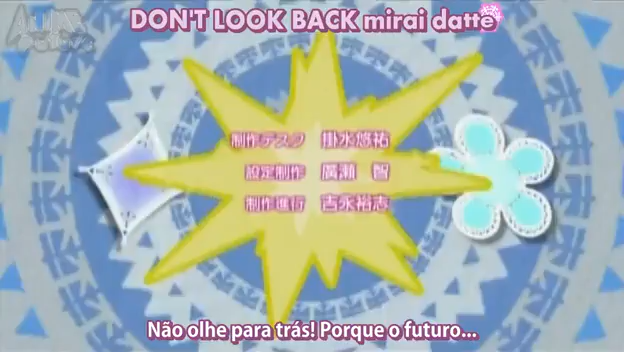 DON'T LOOK BACK mirai datte
制作デスク 掛水悠祐
設定制作 廣瀬 智
制作進行 吉永裕志
Não olhe para trás! Porque o futuro...